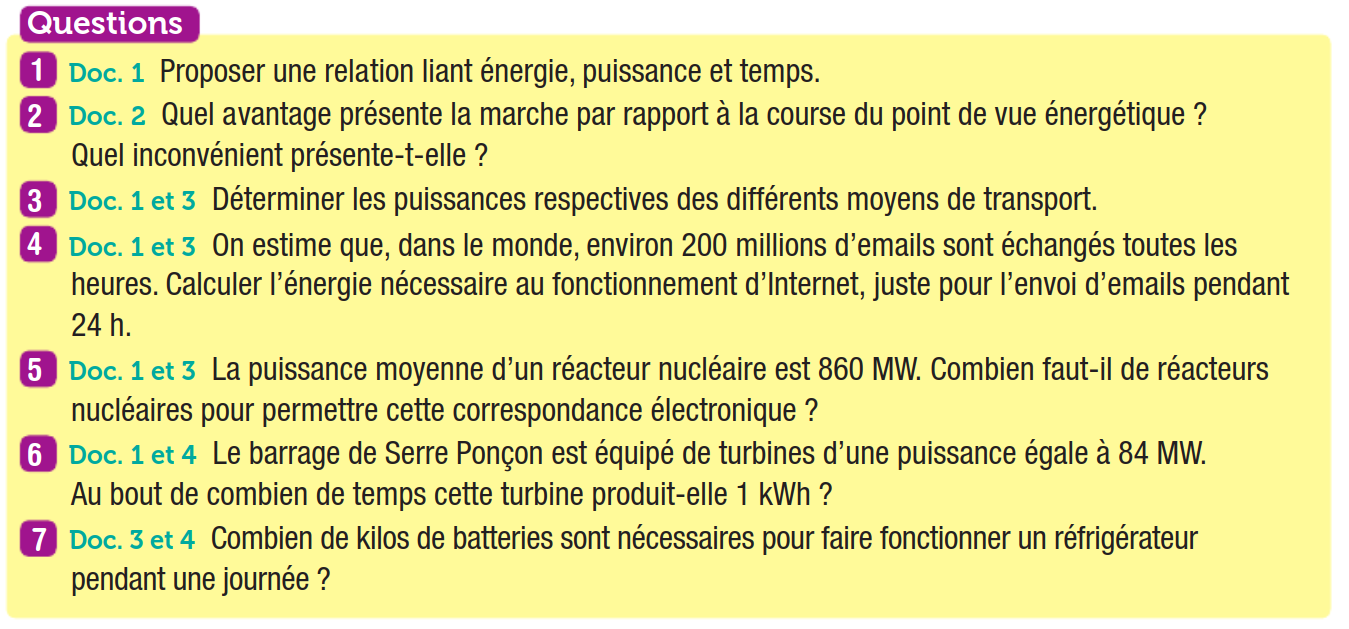 Questions
1 Doc. 1 Proposer une relation liant énergie, puissance et temps.
2 Doc. 2 Quel avantage présente la marche par rapport à la course du point de vue énergétique ?
Quel inconvénient présente-t-elle ?
3 Doc. 1 et 3 Déterminer les puissances respectives des différents moyens de transport.
4 Doc. 1 et 3 On estime que, dans le monde, environ 200 millions d’emails sont échangés toutes les
heures. Calculer l’énergie nécessaire au fonctionnement d’Internet, juste pour l’envoi d’emails pendant
24 h.
5 Doc. 1 et 3 La puissance moyenne d’un réacteur nucléaire est 860 MW. Combien faut-il de réacteurs
nucléaires pour permettre cette correspondance électronique ?
6 Doc. 1 et 4 Le barrage de Serre Ponçon est équipé de turbines d’une puissance égale à 84 MW.
Au bout de combien de temps cette turbine produit-elle 1 kWh ?
7 Doc. 3 et 4 Combien de kilos de batteries sont nécessaires pour faire fonctionner un réfrigérateur
pendant une journée ?